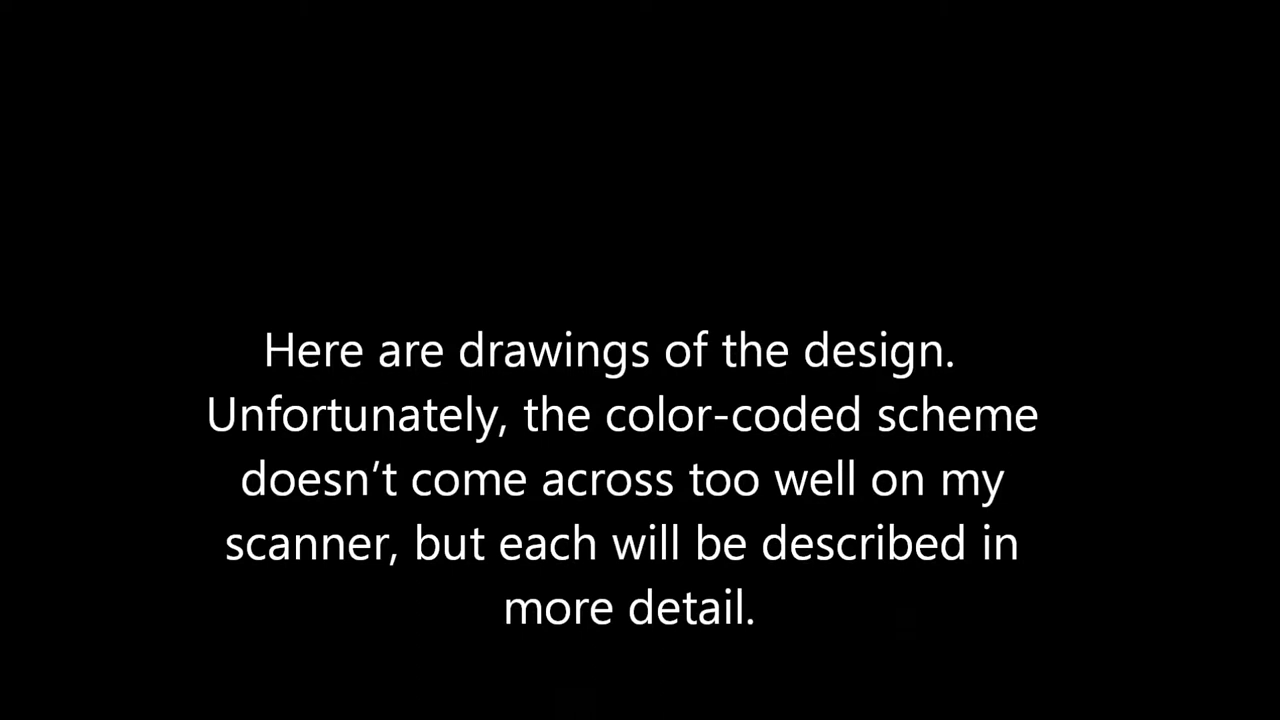 Here are drawings of the design.
Unfortunately, the color-coded scheme
doesn’t come across too well on my
scanner, but each will be described in
more detail.